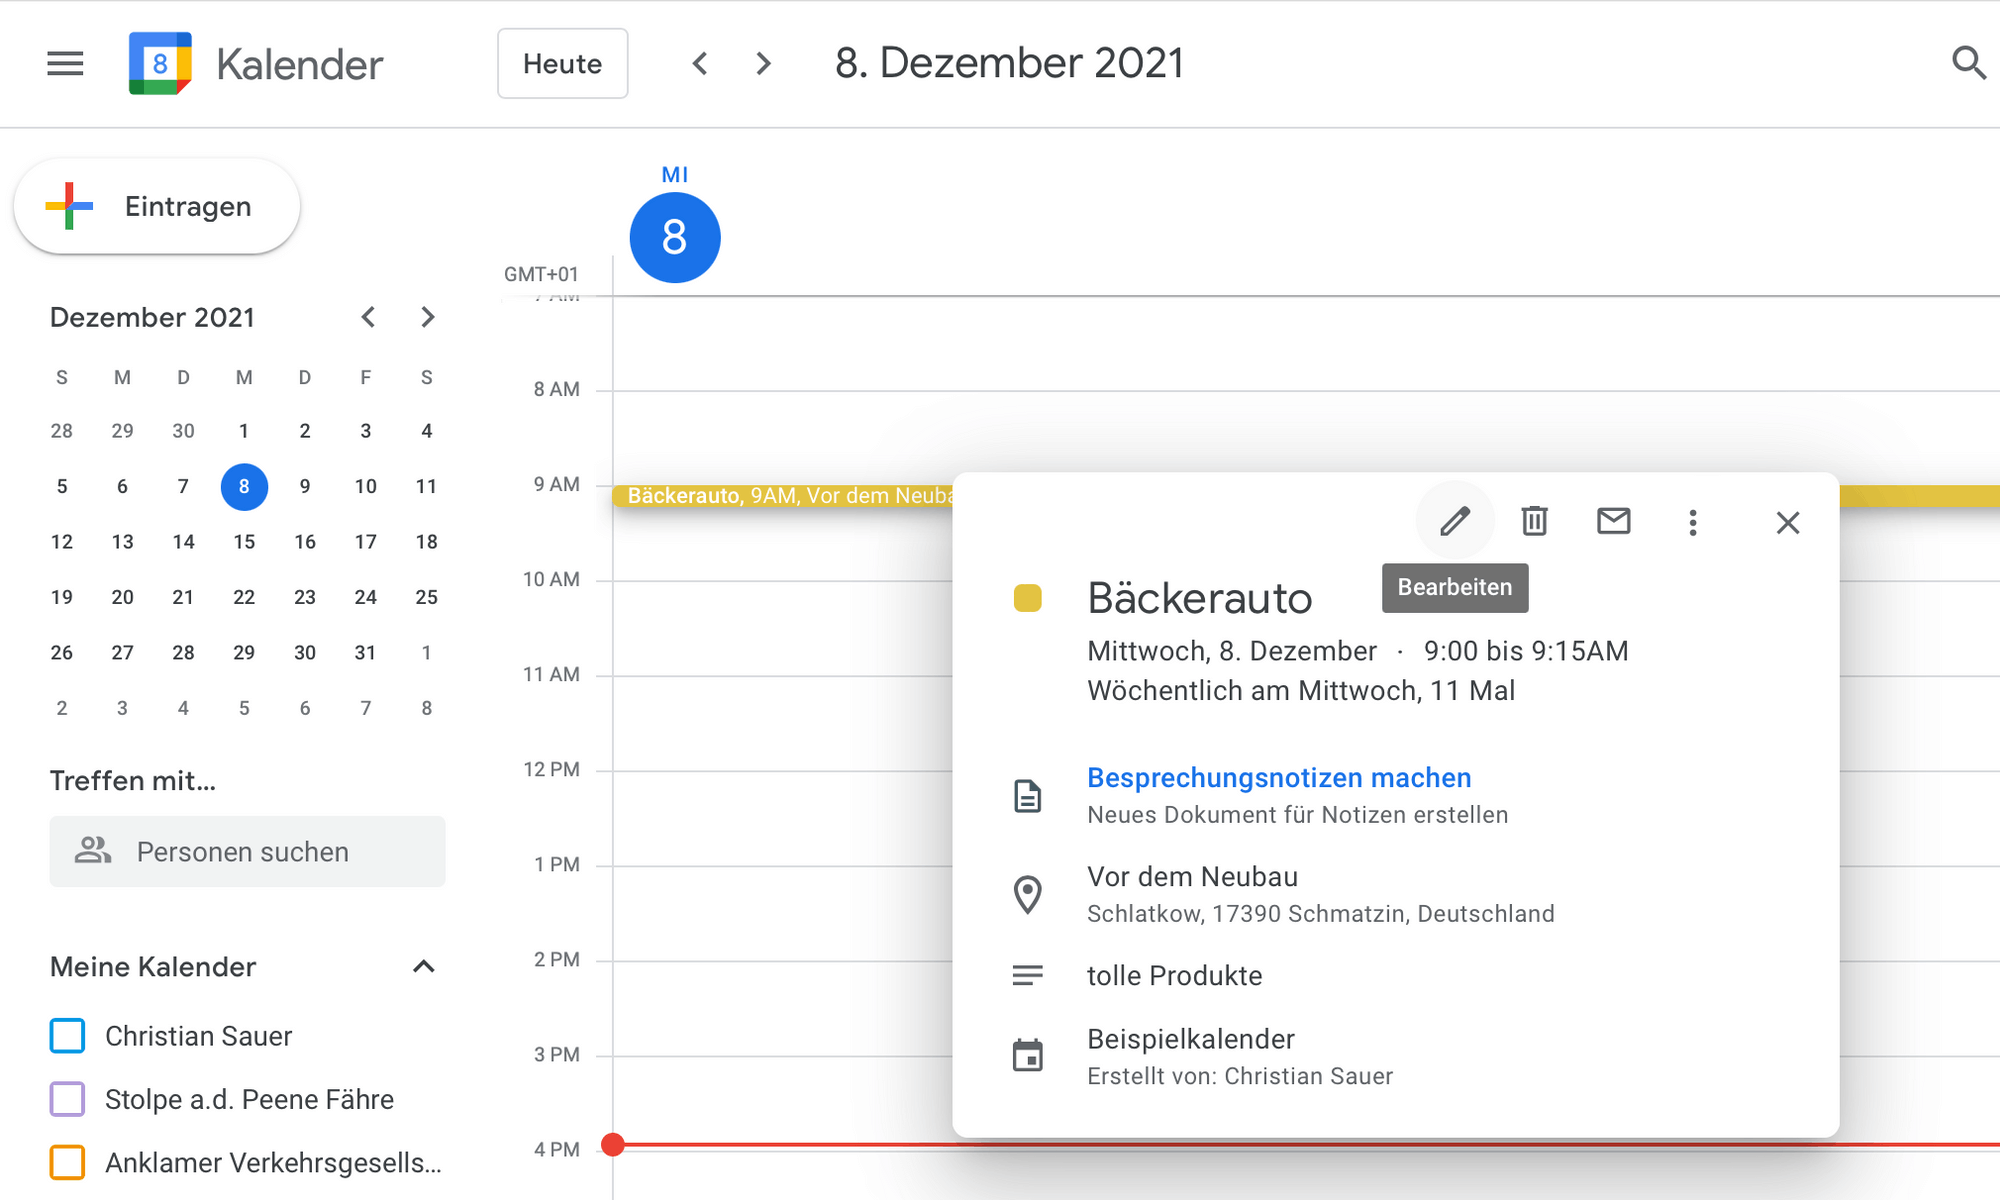 8 Kalender Heute 8. Dezember 2021
Eintragen
MI
8
GMT+01
7 AM
8 AM
9 AM
10 AM
11 AM
12 PM
1 PM
2 PM
3 PM
4 PM
Dezember 2021
S M D M D F S
28 29 30 1 2 3 4
5 6 7 8 9 10 11
12 13 14 15 16 17 18
19 20 21 22 23 24 25
26 27 28 29 30 31 1
2 3 4 5 6 7 8
Treffen mit...
Personen suchen
Meine Kalender
Christian Sauer
Stolpe a.d. Peene Fähre
Anklamer Verkehrsgesells...
Bäckerauto, 9AM, Vor dem Neuba
Bearbeiten
Bäckerauto
Mittwoch, 8. Dezember · 9:00 bis 9:15AM
Wöchentlich am Mittwoch, 11 Mal
Besprechungsnotizen machen
Neues Dokument für Notizen erstellen
Vor dem Neubau
Schlatkow, 17390 Schmatzin, Deutschland
tolle Produkte
Beispielkalender
Erstellt von: Christian Sauer